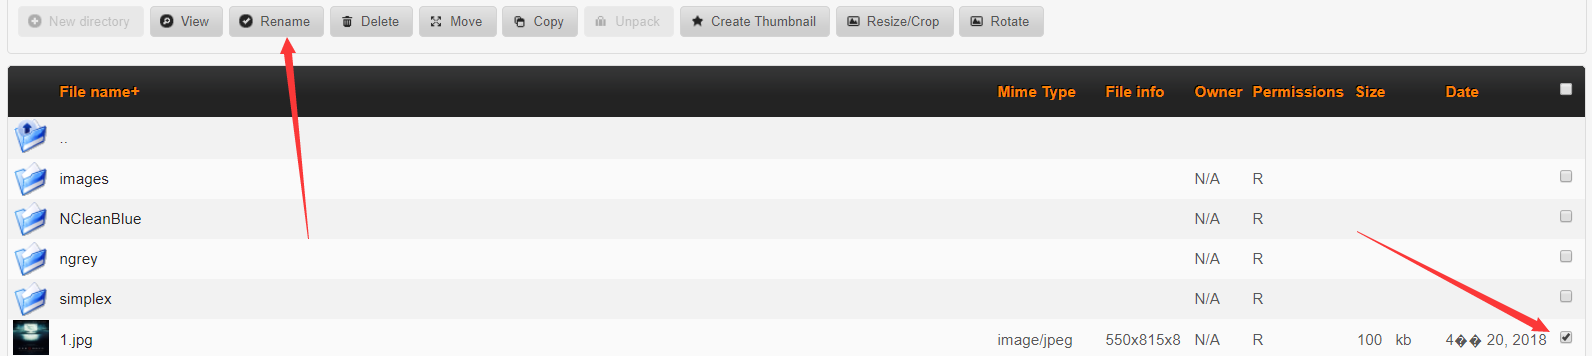 New directory View Rename Delete Move Copy Unpack Create Thumbnail Resize/Crop Rotate
File name+ Mime Type File info Owner Permissions Size Date
..
images N/A R
NCleanBlue N/A R
ngrey N/A R
simplex N/A R
1.jpg image/jpeg 550x815x8 N/A R 100 kb 4�� 20, 2018